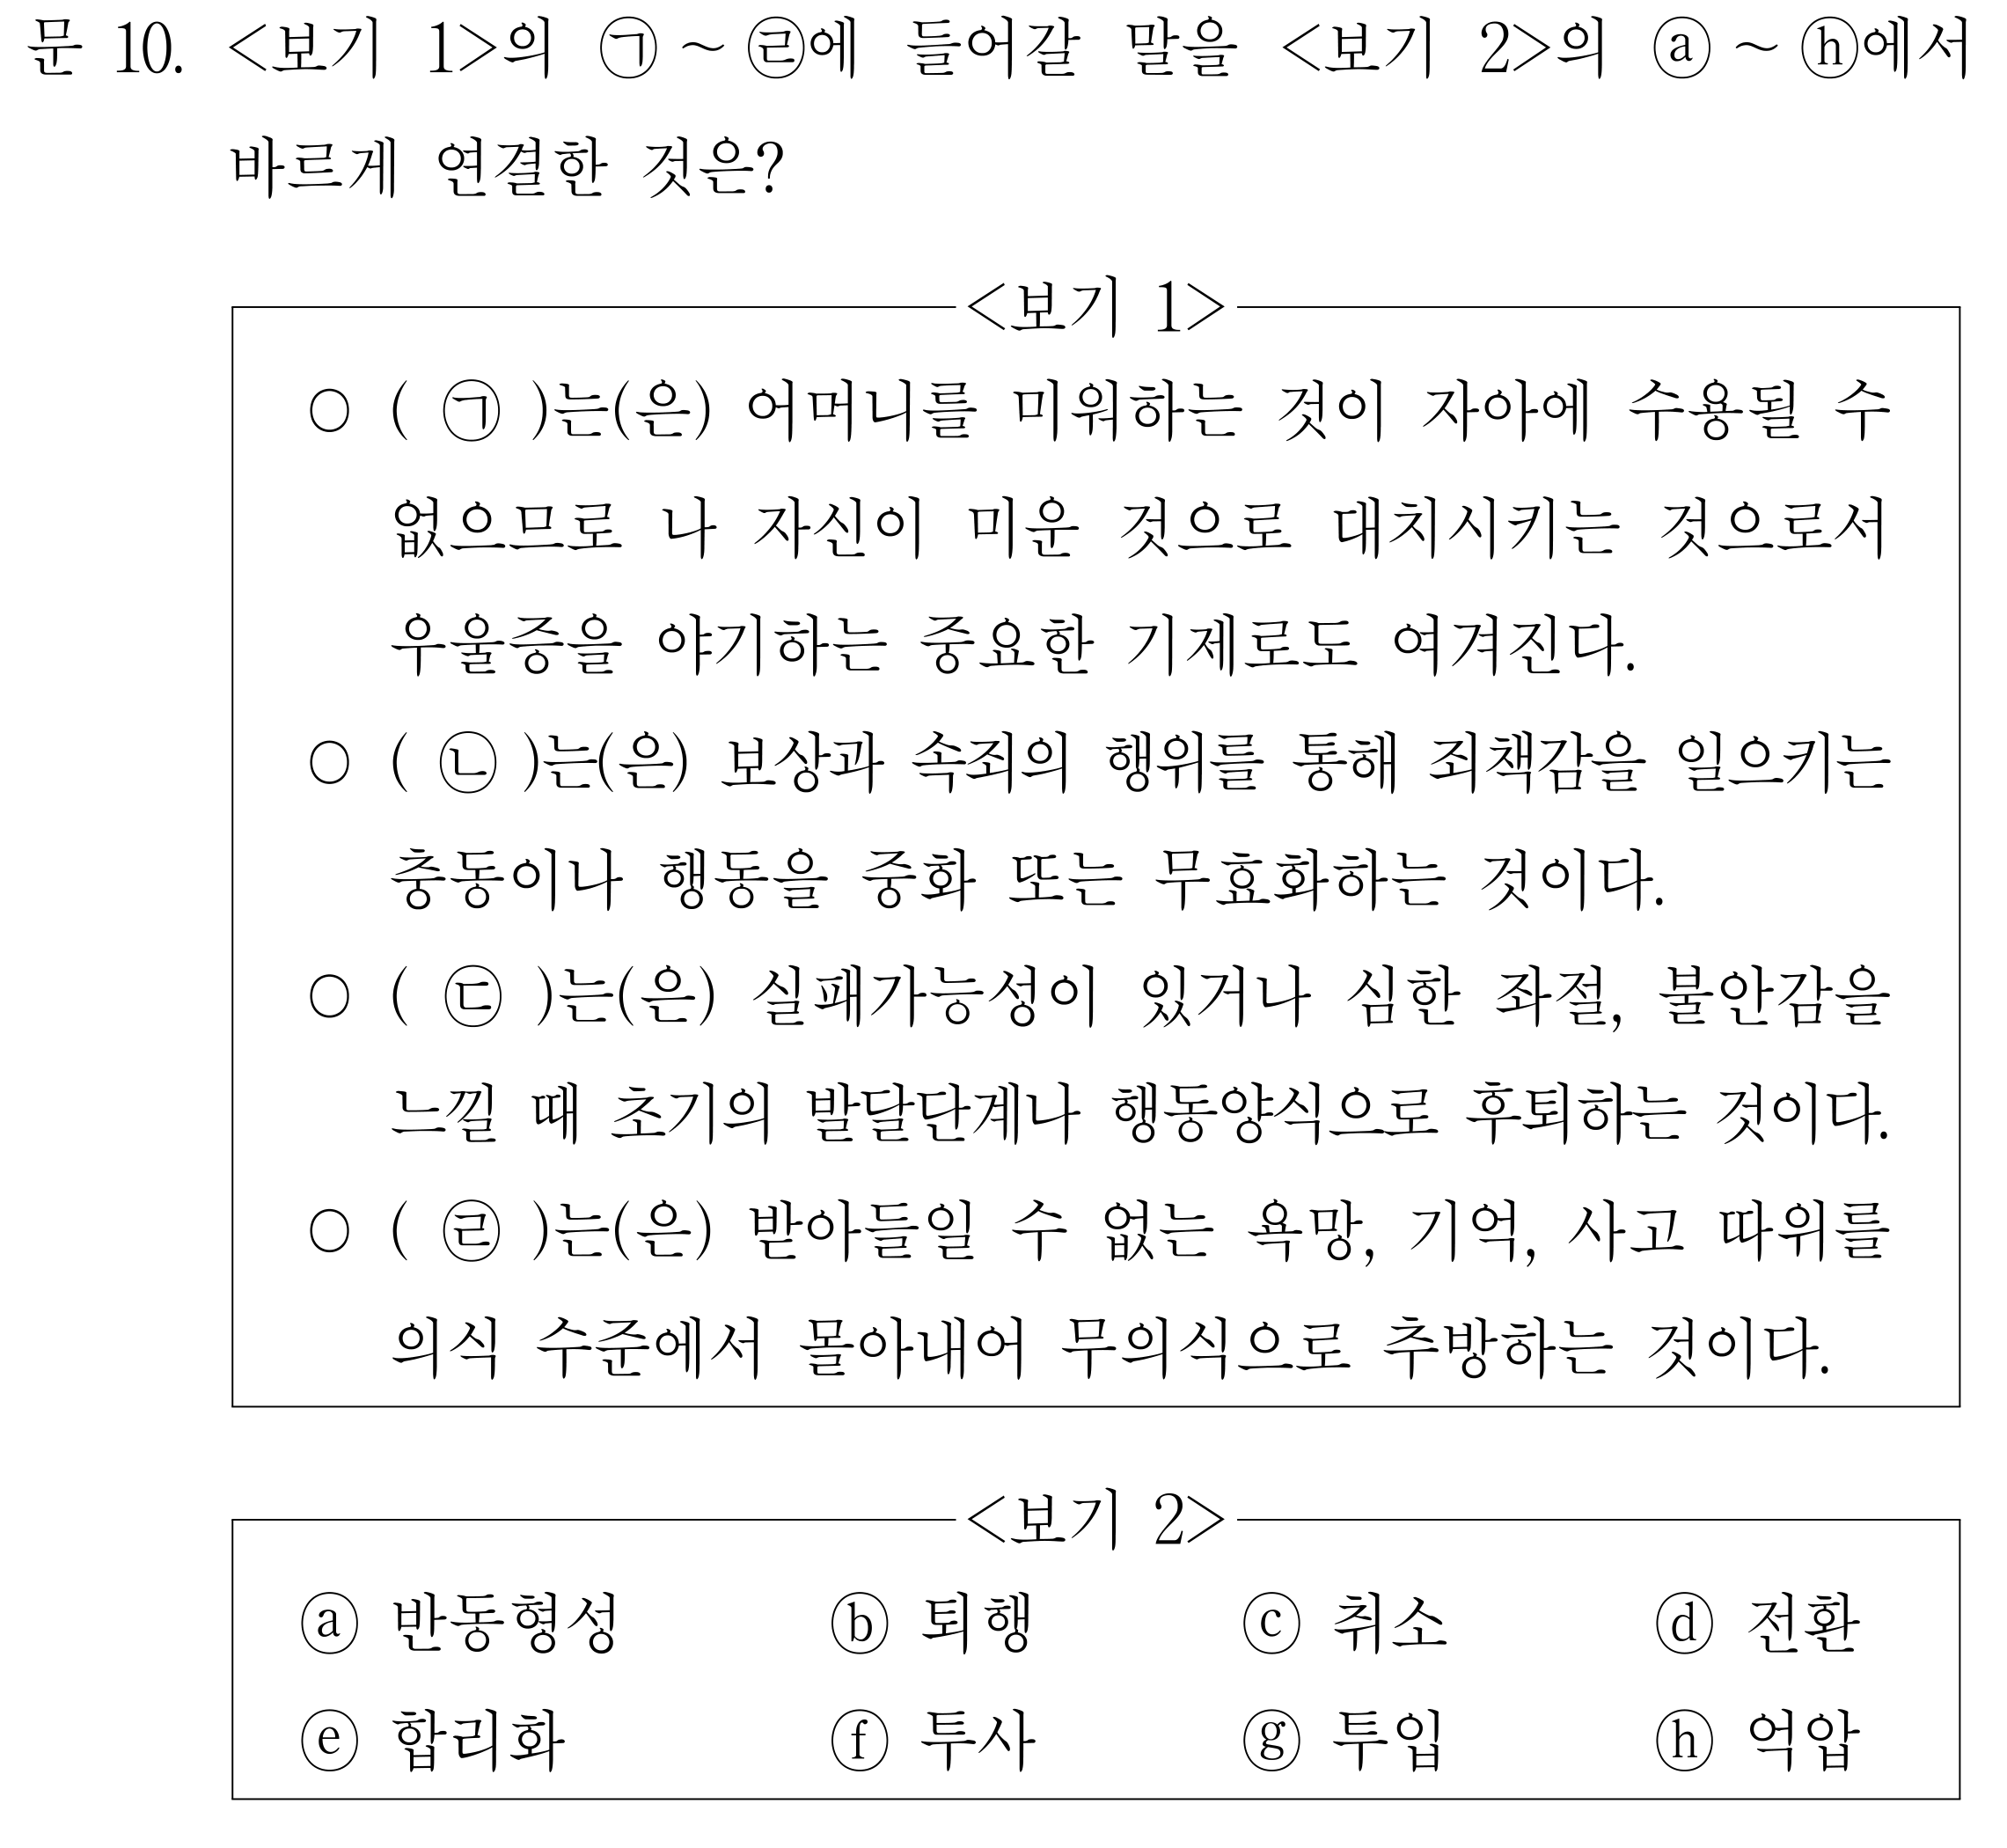 문 10. <보기 1>의 ㉠~㉣에 들어갈 말을 <보기 2>의 ⓐ~ⓗ에서
바르게 연결한 것은?
<보기 1>
○ ( ㉠ )는(은) 어머니를 미워하는 것이 자아에 수용될 수
없으므로 나 자신이 미운 것으로 대치시키는 것으로서
우울증을 야기하는 중요한 기제로도 여겨진다.
○ ( ㉡ )는(은) 보상과 속죄의 행위를 통해 죄책감을 일으키는
충동이나 행동을 중화 또는 무효화하는 것이다.
○ ( ㉢ )는(은) 실패가능성이 있거나 심한 좌절, 불안감을
느낄 때 초기의 발달단계나 행동양식으로 후퇴하는 것이다.
○ ( ㉣ )는(은) 받아들일 수 없는 욕망, 기억, 사고 따위를
의식 수준에서 몰아내어 무의식으로 추방하는 것이다.
<보기 2>
ⓐ 반동형성 ⓑ 퇴행 ⓒ 취소 ⓓ 전환
ⓔ 합리화 ⓕ 투사 ⓖ 투입 ⓗ 억압